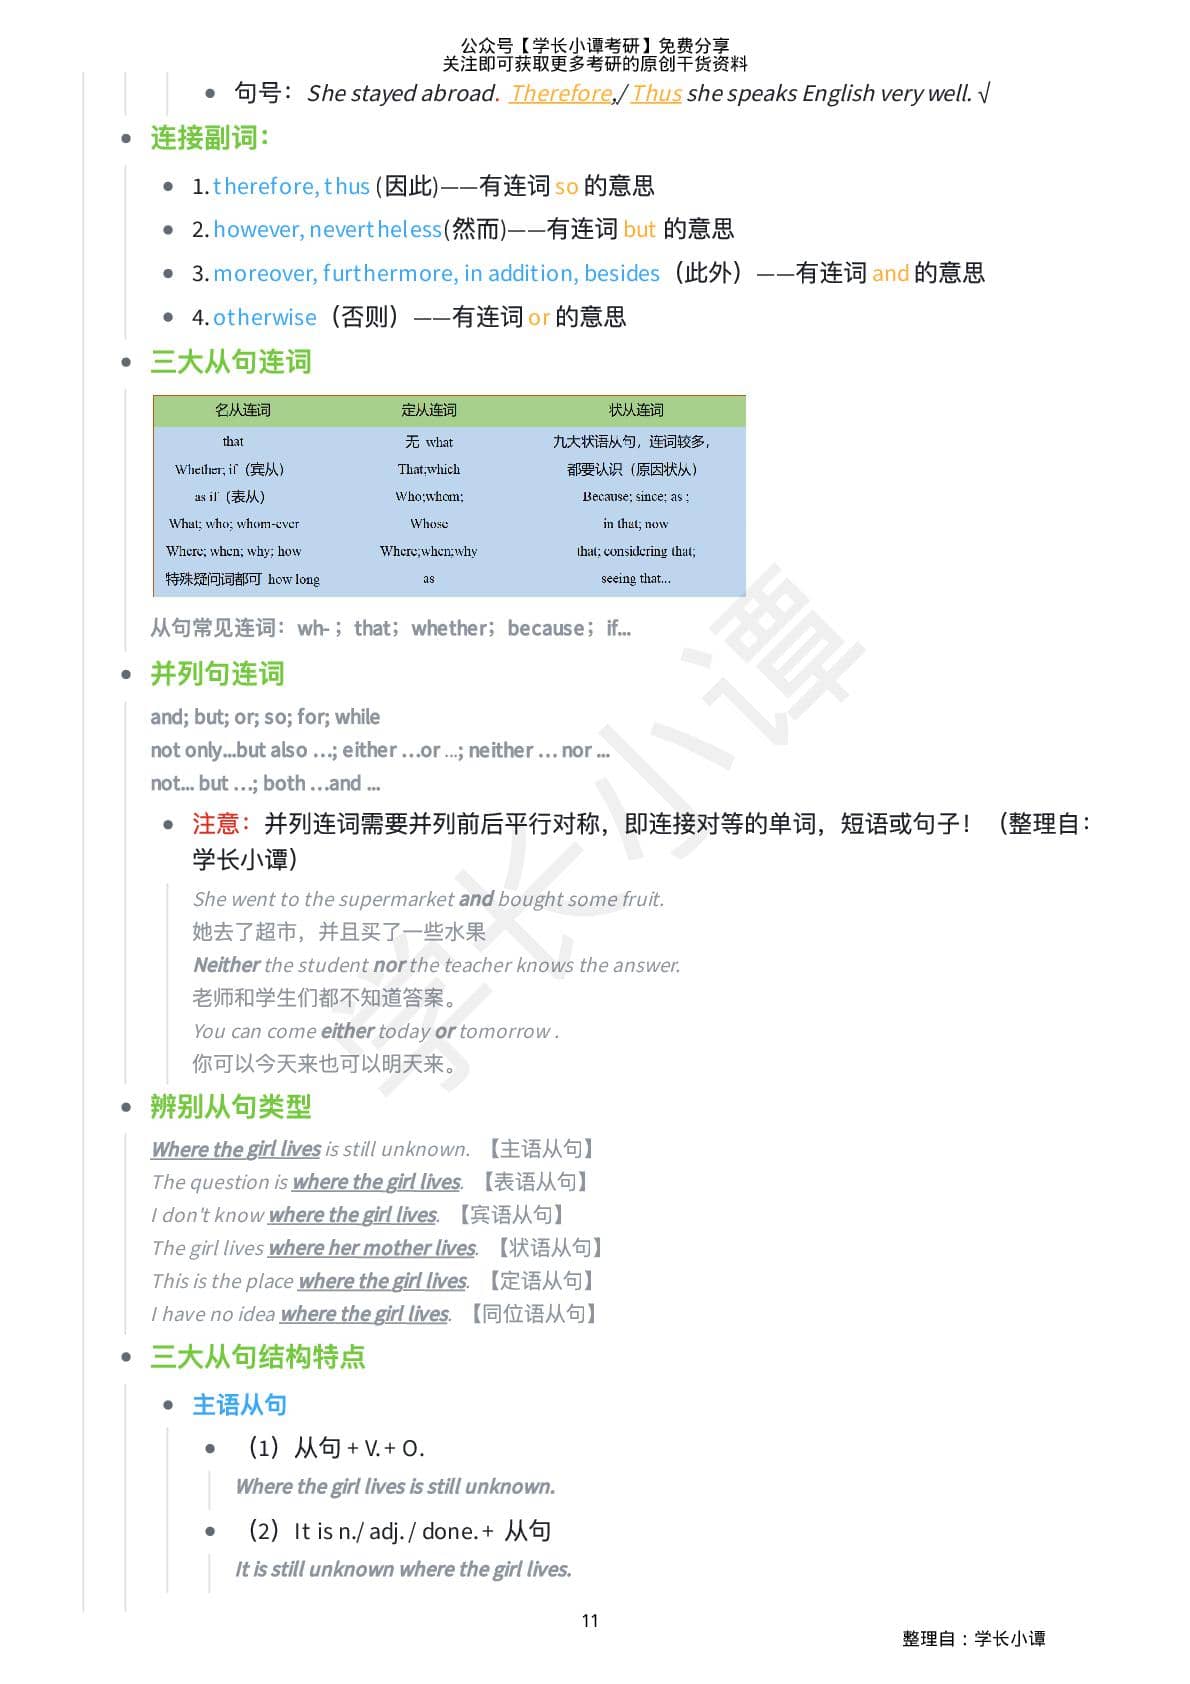 公众号【学长小谭考研】免费分享
关注即可获取更多考研的原创干货资料
句号：She stayed abroad. Therefore,/ Thus she speaks English very well. √
连接副词：
1. therefore, thus (因此)——有连词 so 的意思
2. however, nevertheless(然而)——有连词 but 的意思
3. moreover, furthermore, in addition, besides（此外）——有连词 and 的意思
4. otherwise（否则）——有连词 or 的意思
三大从句连词
名从连词 定从连词 状从连词
that 无 what 九大状语从句，连词较多，
Whether; if（宾从） That;which 都要认识（原因状从）
as if（表从） Who;whom; Because; since; as ;
What; who; whom-ever Whose in that; now
Where; when; why; how Where;when;why that; considering that;
特殊疑问词都可 how long as seeing that...
从句常见连词：wh-；that；whether；because；if...
并列句连词
and; but; or; so; for; while
not only...but also …; either …or …; neither … nor ...
not... but …; both …and ...
注意：并列连词需要并列前后平行对称，即连接对等的单词，短语或句子！（整理自：
学长小谭）
She went to the supermarket and bought some fruit.
她去了超市，并且买了一些水果
Neither the student nor the teacher knows the answer.
老师和学生们都不知道答案。
You can come either today or tomorrow .
你可以今天来也可以明天来。
辨别从句类型
Where the girl lives is still unknown. 【主语从句】
The question is where the girl lives. 【表语从句】
I don't know where the girl lives. 【宾语从句】
The girl lives where her mother lives. 【状语从句】
This is the place where the girl lives. 【定语从句】
I have no idea where the girl lives. 【同位语从句】
三大从句结构特点
主语从句
（1）从句 + V. + O.
Where the girl lives is still unknown.
（2）It is n./ adj. / done. + 从句
It is still unknown where the girl lives.
11
整理自：学长小谭
学长小谭